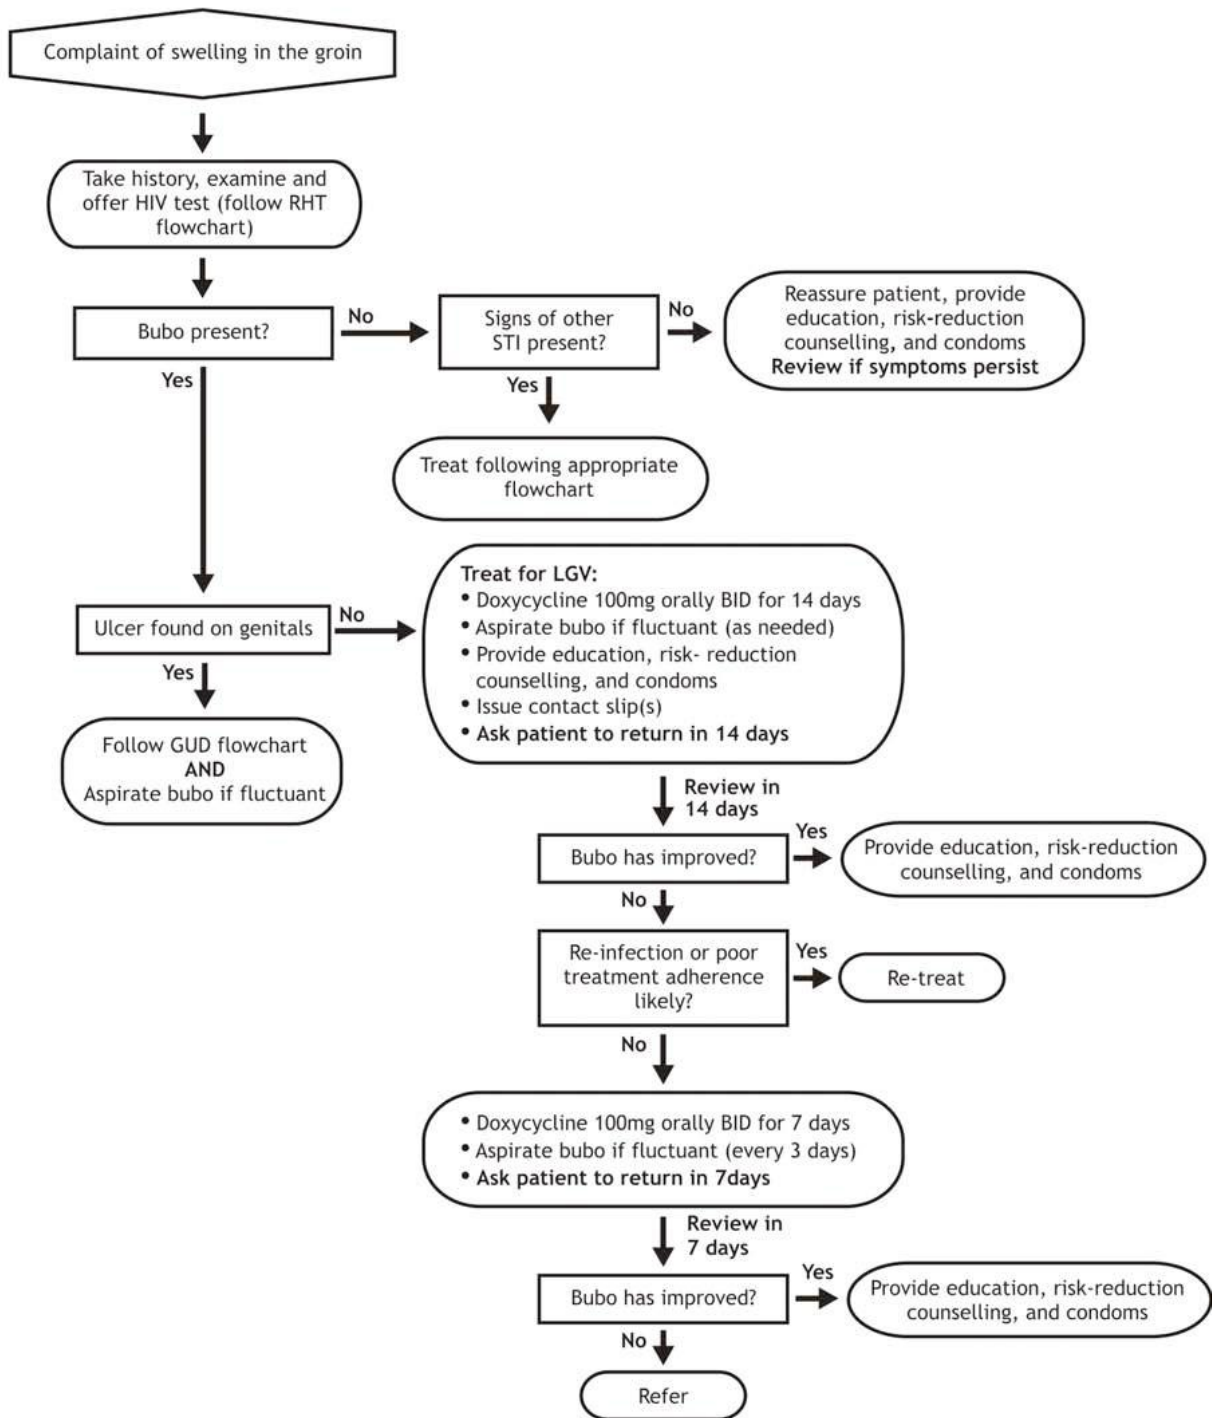 Complaint of swelling in the groin
Take history, examine and
offer HIV test (follow RHT
flowchart)
Bubo present?
No
Signs of other
STI present?
No
Reassure patient, provide
education, risk-reduction
counselling, and condoms
Review if symptoms persist
Yes
Yes
Treat following appropriate
flowchart
Ulcer found on genitals
No
Treat for LGV:
• Doxycycline 100mg orally BID for 14 days
• Aspirate bubo if fluctuant (as needed)
• Provide education, risk- reduction
counselling, and condoms
• Issue contact slip(s)
• Ask patient to return in 14 days
Yes
Follow GUD flowchart
AND
Aspirate bubo if fluctuant
Review in
14 days
Bubo has improved?
Yes
Provide education, risk-reduction
counselling, and condoms
No
Re-infection or poor
treatment adherence
likely?
Yes
Re-treat
No
• Doxycycline 100mg orally BID for 7 days
• Aspirate bubo if fluctuant (every 3 days)
• Ask patient to return in 7days
Review in
7 days
Bubo has improved?
Yes
Provide education, risk-reduction
counselling, and condoms
No
Refer